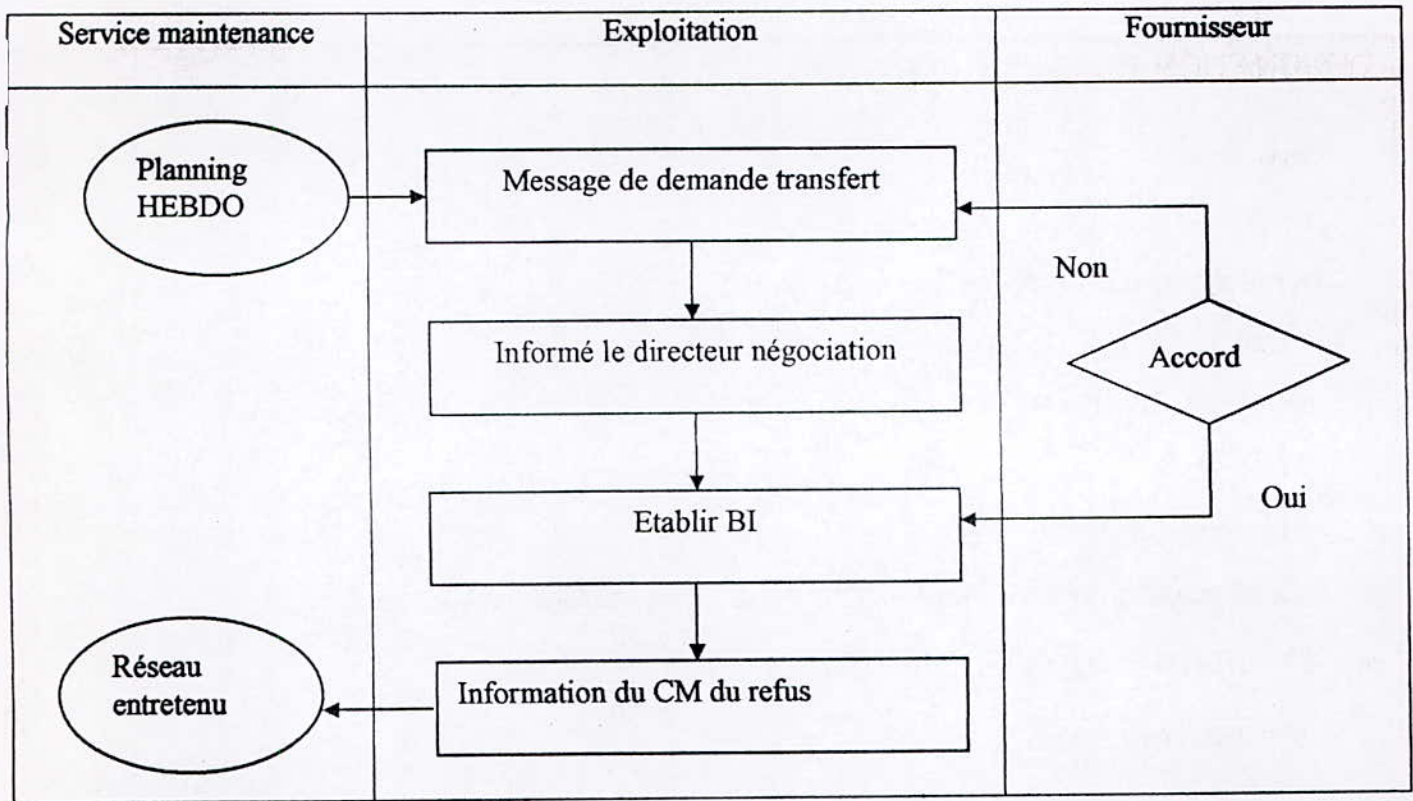 Service maintenance
Exploitation
Fournisseur
Planning
HEBDO
Message de demande transfert
Non
Informé le directeur négociation
Accord
Etablir BI
Oui
Réseau
entretenu
Information du CM du refus